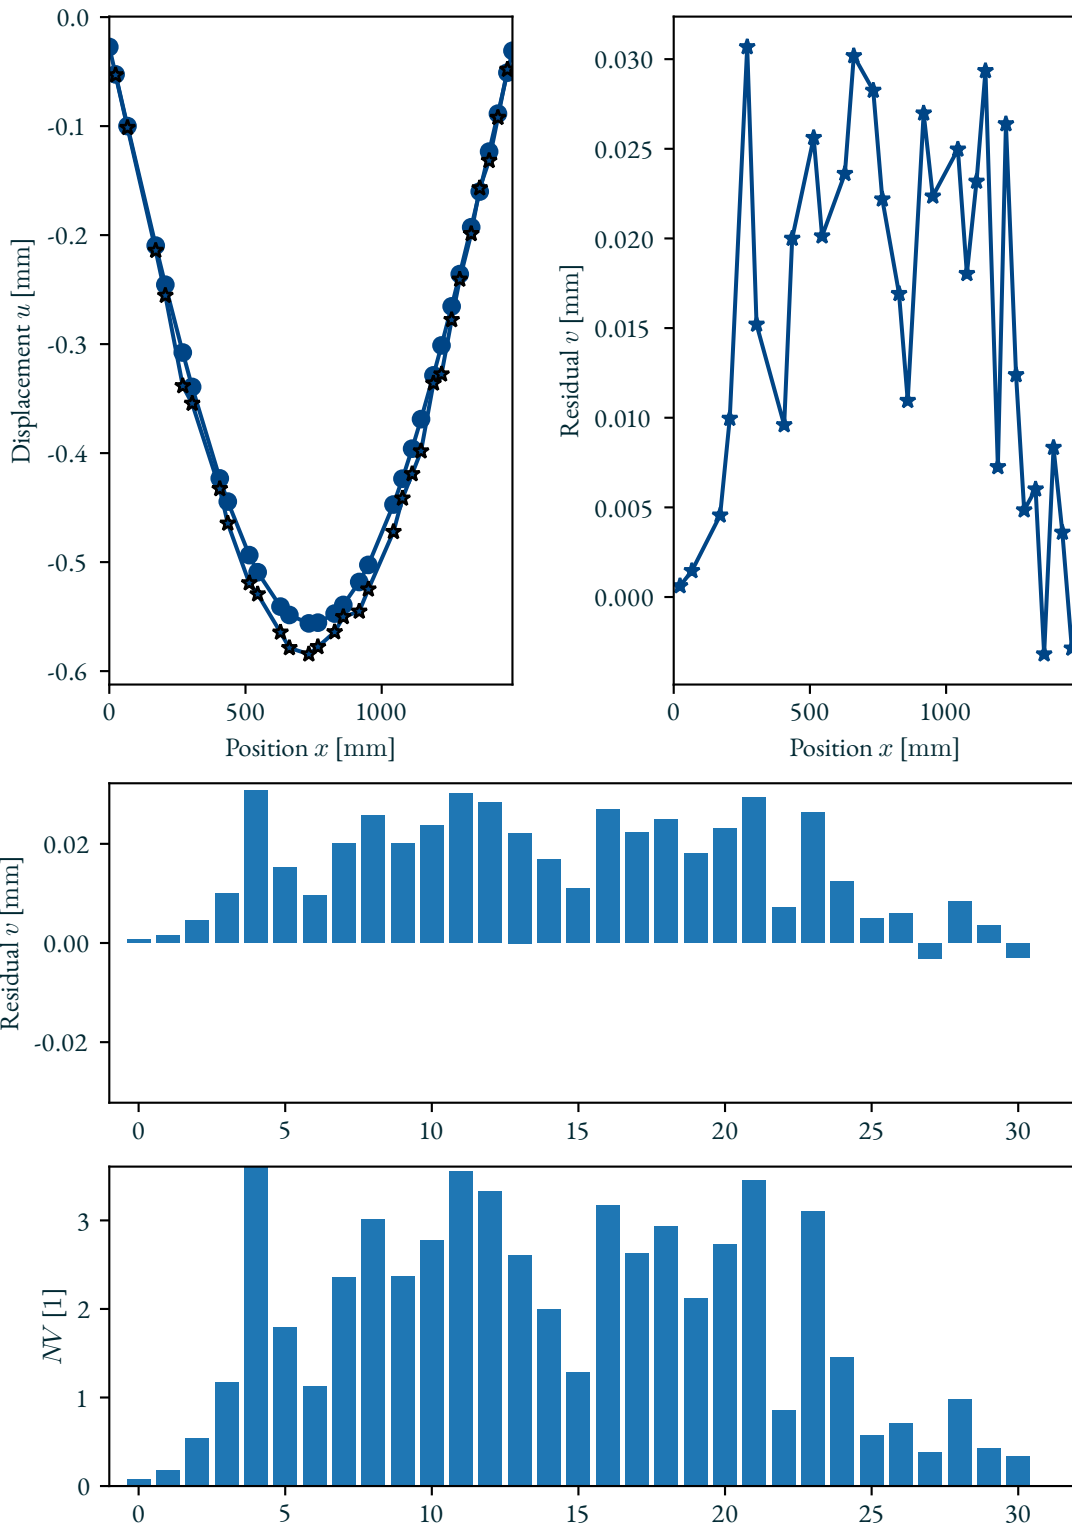 0.0
-0.1
-0.2
-0.3
-0.4
-0.5
-0.6
Displacement u [mm]
0 500 1000
Position x [mm]
0.030
0.025
0.020
0.015
0.010
0.005
0.000
Residual v [mm]
0 500 1000
Position x [mm]
0.02
0.00
-0.02
Residual v [mm]
0 5 10 15 20 25 30
3
2
1
0
NV [1]
0 5 10 15 20 25 30